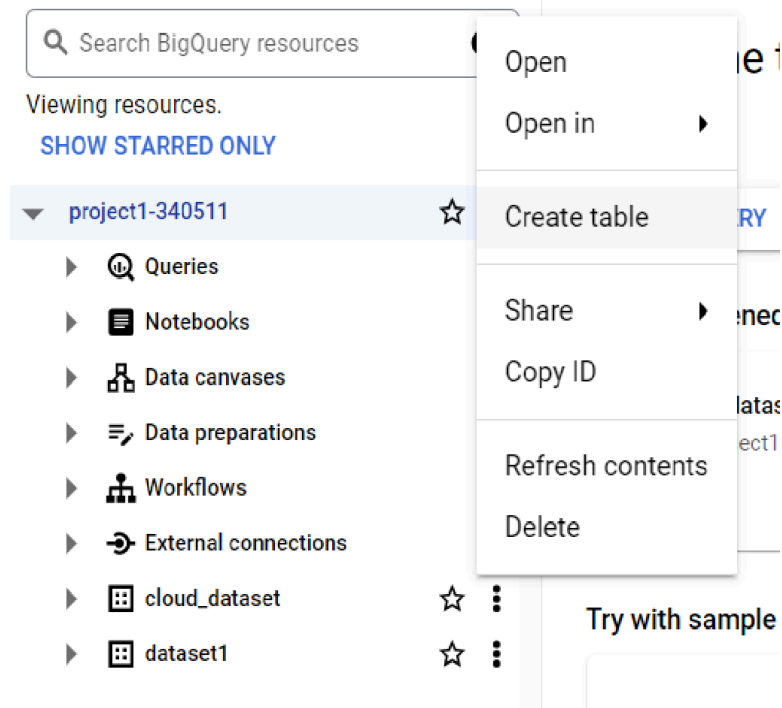 Search BigQuery resources
Viewing resources.
SHOW STARRED ONLY
project1-340511
Queries
Notebooks
Data canvases
Data preparations
Workflows
External connections
cloud_dataset
dataset1
Open
Open in
Create table
Share
Copy ID
Refresh contents
Delete
Try with sample